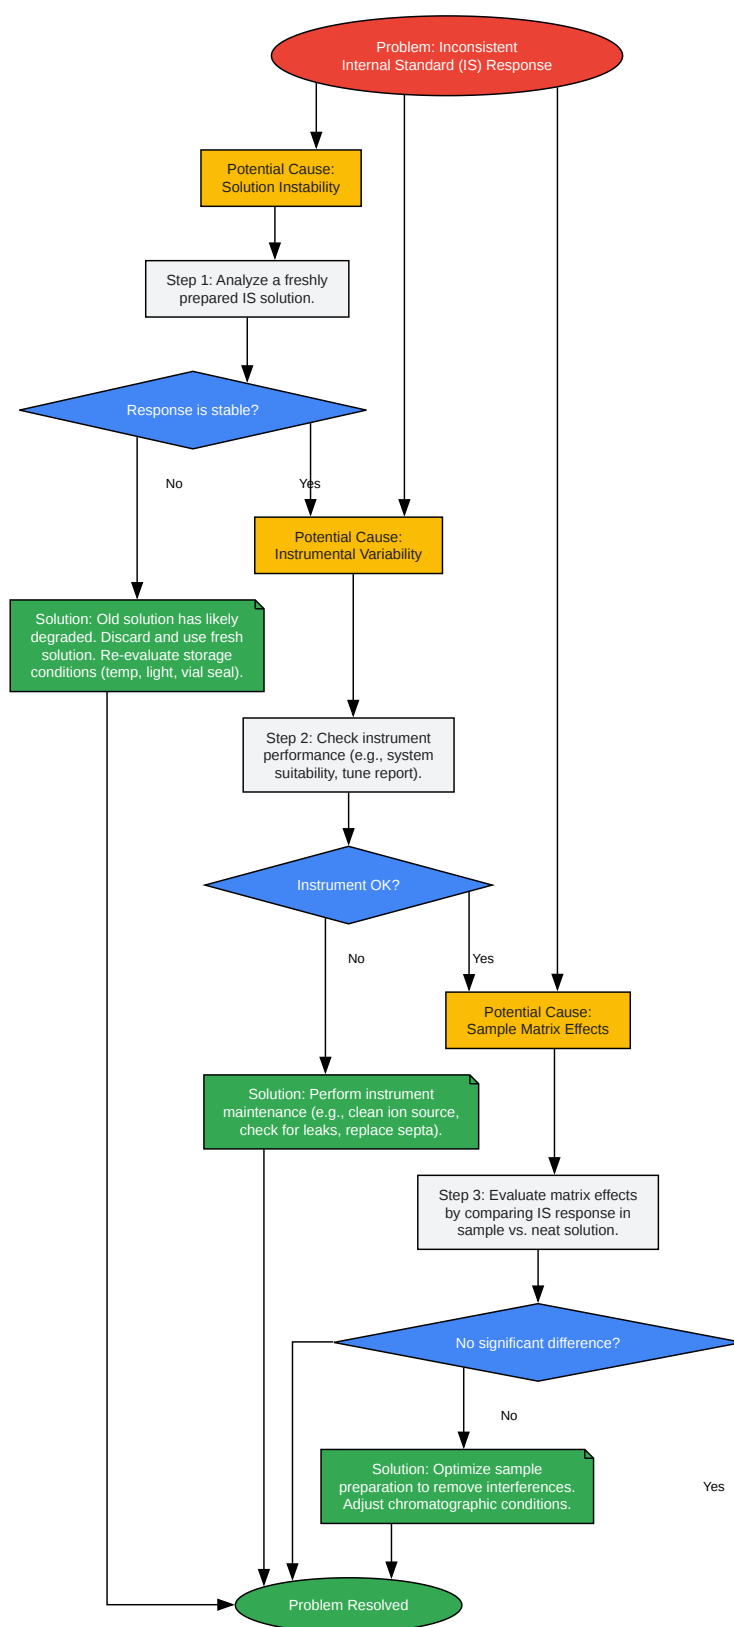 Problem: Inconsistent
Internal Standard (IS) Response
Potential Cause:
Solution Instability
Step 1: Analyze a freshly
prepared IS solution.
Response is stable?
No
Yes
Potential Cause:
Instrumental Variability
Solution: Old solution has likely
degraded. Discard and use fresh
solution. Re-evaluate storage
conditions (temp, light, vial seal).
Step 2: Check instrument
performance (e.g., system
suitability, tune report).
Instrument OK?
No
Yes
Potential Cause:
Sample Matrix Effects
Solution: Perform instrument
maintenance (e.g., clean ion source,
check for leaks, replace septa).
Step 3: Evaluate matrix effects
by comparing IS response in
sample vs. neat solution.
No significant difference?
No
Yes
Solution: Optimize sample
preparation to remove interferences.
Adjust chromatographic conditions.
Problem Resolved